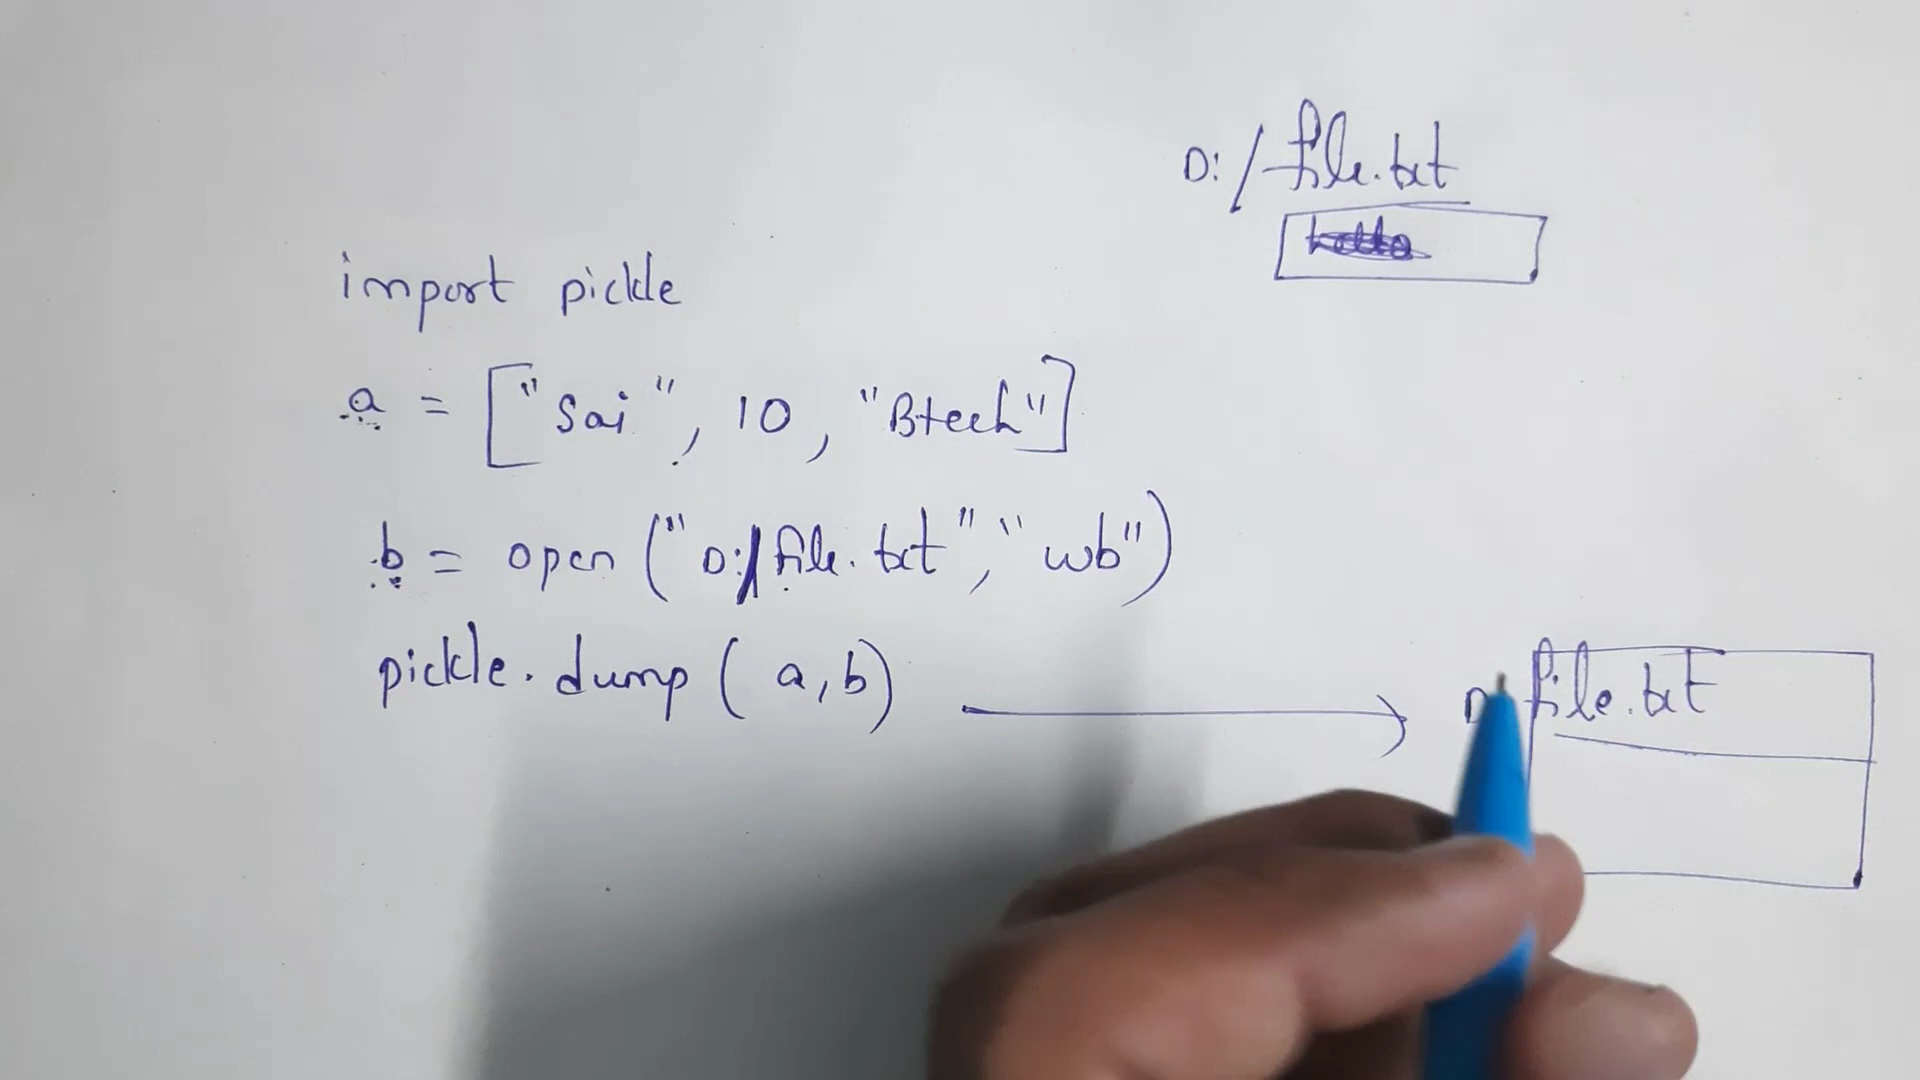 D:/file.txt
import pickle
a = ["Sai", 10, "Btech"]
b = open("D:/file.txt", "wb")
pickle.dump(a,b)
file.txt